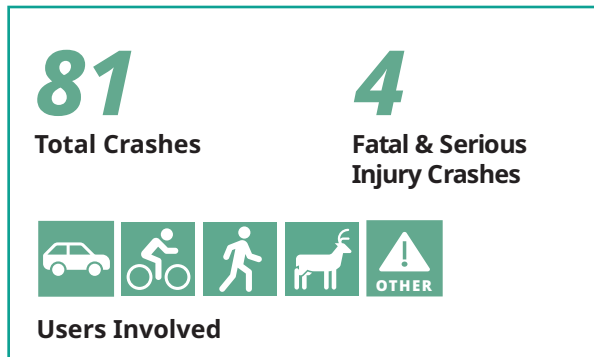 81
4
Total Crashes
Fatal & Serious
Injury Crashes
OTHER
Users Involved